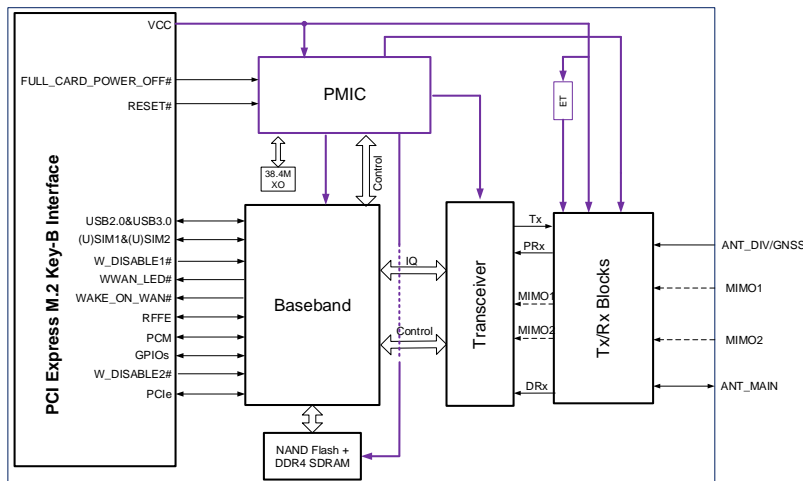 VCC
FULL_CARD_POWER_OFF#
RESET#
PCI Express M.2 Key-B Interface
USB2.0&USB3.0
(U)SIM1&(U)SIM2
W_DISABLE1#
WWAN_LED#
WAKE_ON_WAN#
RFFE
PCM
GPIOs
W_DISABLE2#
PCIe
PMIC
38.4M
XO
Control
Baseband
NAND Flash +
DDR4 SDRAM
IQ
Control
Transceiver
Tx
PRx
MIMO1
MIMO2
DRx
ET
Tx/Rx Blocks
ANT_DIV/GNSS
MIMO1
MIMO2
ANT_MAIN